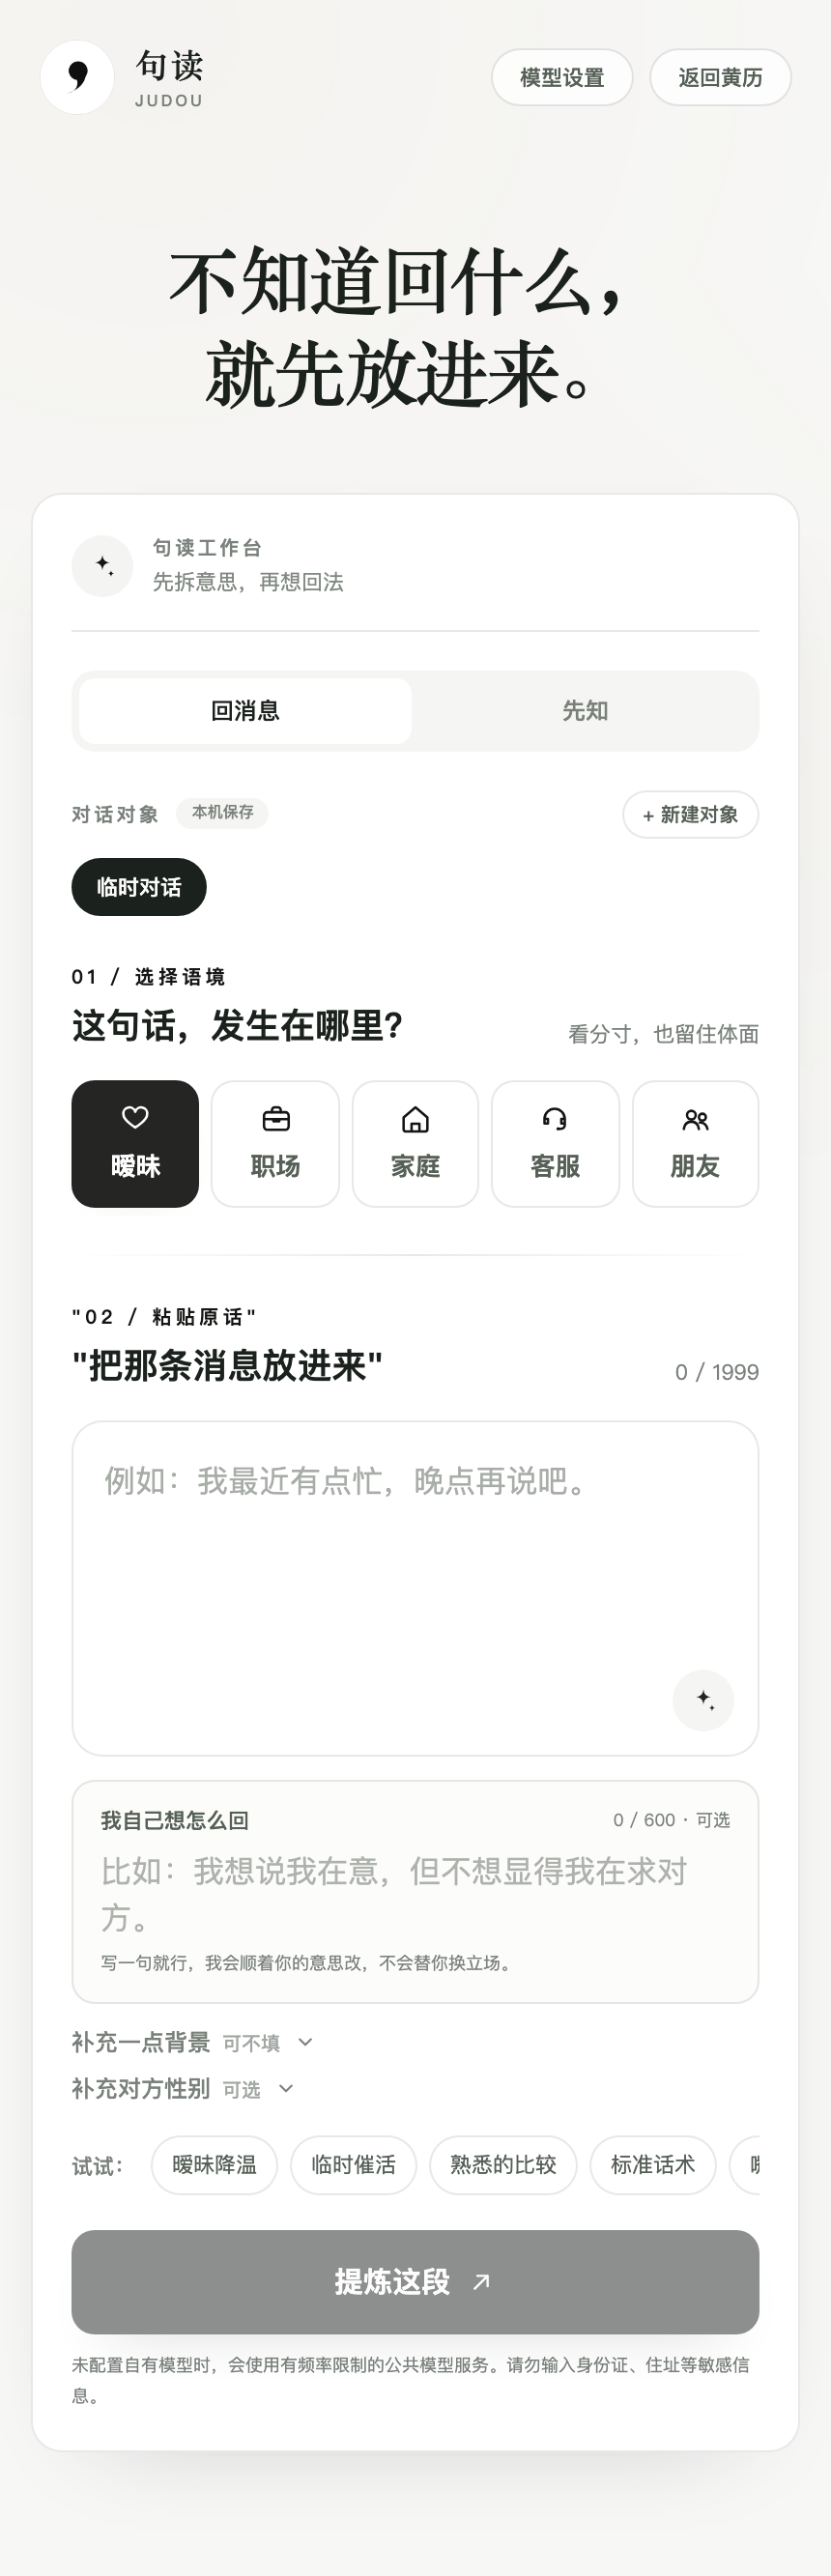 句读
JUDOU
模型设置
返回黄历
不知道回什么，
就先放进来。
句读工作台
先拆意思，再想回法
回消息
先知
对话对象
本机保存
+ 新建对象
临时对话
01 / 选择语境
这句话，发生在哪里？
看分寸，也留住体面
暧昧
职场
家庭
客服
朋友
"02 / 粘贴原话"
"把那条消息放进来"
0 / 1999
例如：我最近有点忙，晚点再说吧。
我自己想怎么回
0 / 600 · 可选
比如：我想说我在意，但不想显得我在求对
方。
写一句就行，我会顺着你的意思改，不会替你换立场。
补充一点背景 可不填
补充对方性别 可选
试试：
暧昧降温
临时催活
熟悉的比较
标准话术
提炼这段
未配置自有模型时，会使用有频率限制的公共模型服务。请勿输入身份证、住址等敏感信
息。